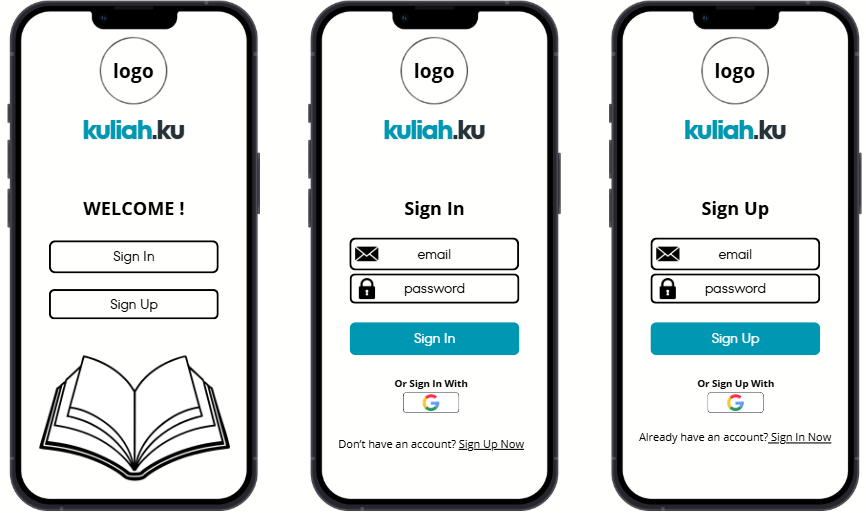 logo
kuliah.ku
WELCOME !
Sign In
Sign Up
logo
kuliah.ku
Sign In
email
password
Sign In
Or Sign In With
G
Don't have an account? Sign Up Now
logo
kuliah.ku
Sign Up
email
password
Sign Up
Or Sign Up With
G
Already have an account? Sign In Now